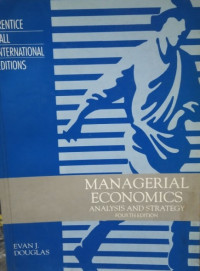 RENTICE
ALL
NTERNATIONAL
DITIONS
MANAGERIAL
ECONOMICS
ANALYSIS AND STRATEGY
FOURTH EDITION
EVAN J.
DOUGLAS